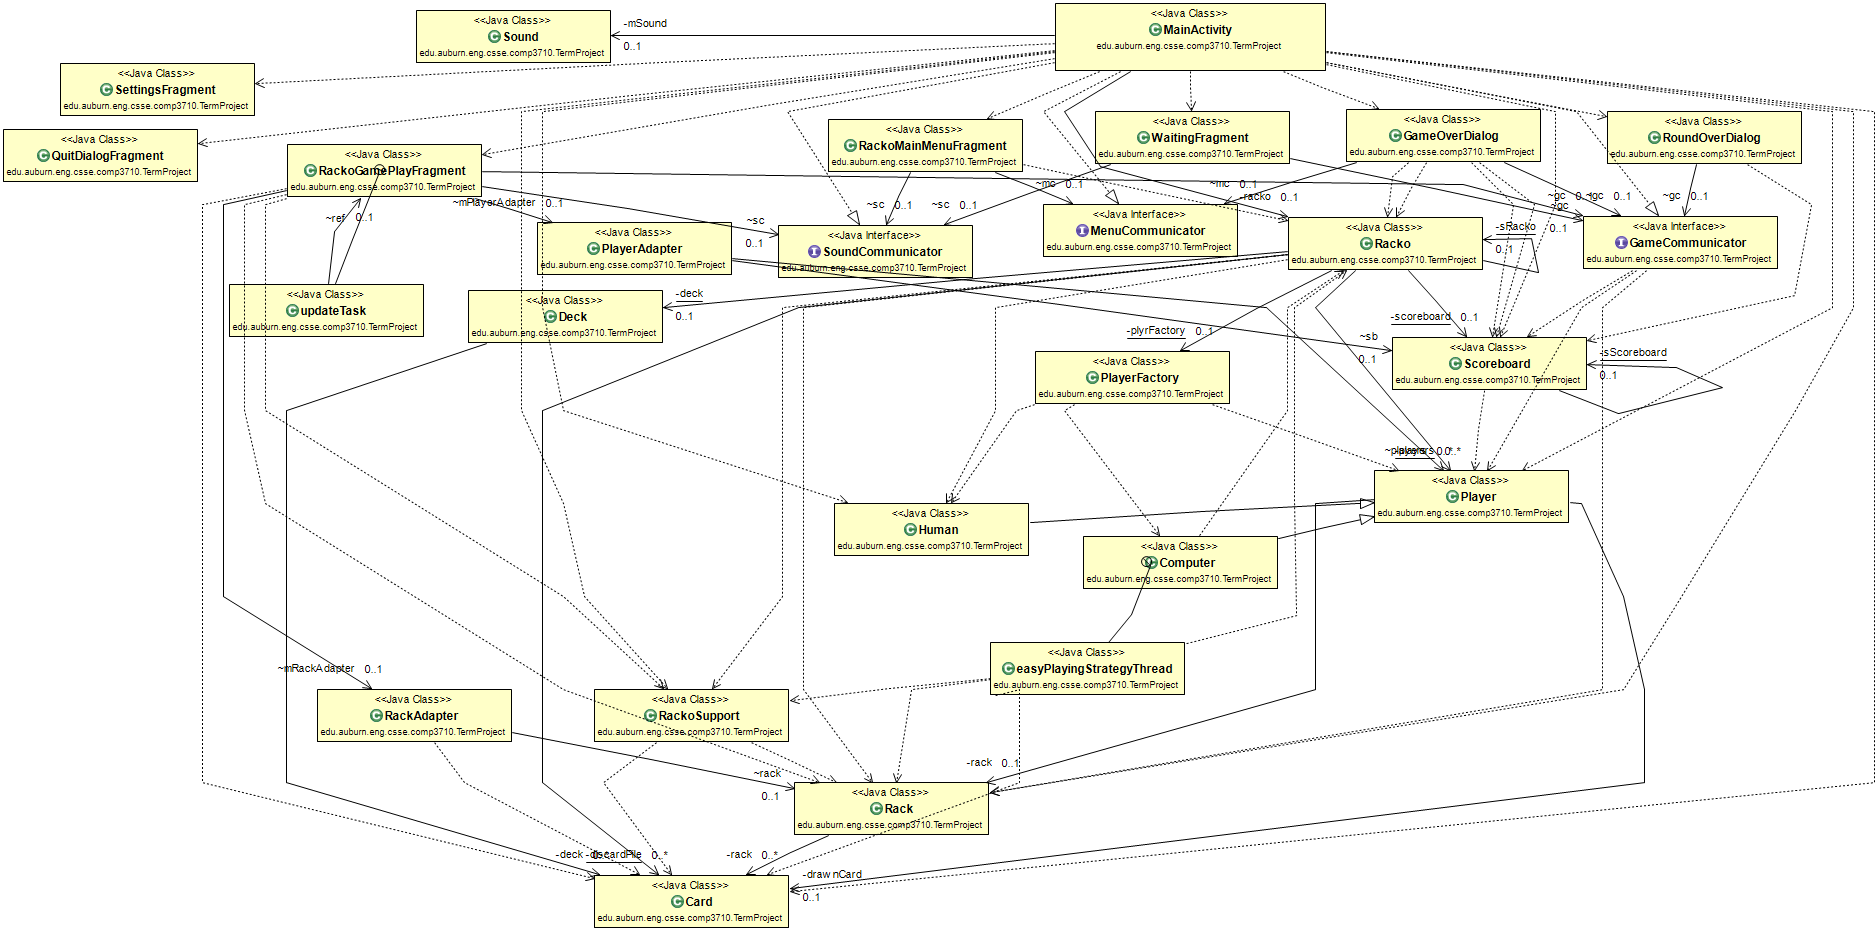 <<Java Class>>
Sound
edu.auburn.eng.csse.comp3710.TermProject
-mSound
0..1
<<Java Class>>
MainActivity
edu.auburn.eng.csse.comp3710.TermProject
<<Java Class>>
SettingsFragment
edu.auburn.eng.csse.comp3710.TermProject
<<Java Class>>
QuitDialogFragment
edu.auburn.eng.csse.comp3710.TermProject
<<Java Class>>
RackoGamePlayFragment
edu.auburn.eng.csse.comp3710.TermProject
<<Java Class>>
RackoMainMenuFragment
edu.auburn.eng.csse.comp3710.TermProject
<<Java Class>>
WaitingFragment
edu.auburn.eng.csse.comp3710.TermProject
<<Java Class>>
GameOverDialog
edu.auburn.eng.csse.comp3710.TermProject
<<Java Class>>
RoundOverDialog
edu.auburn.eng.csse.comp3710.TermProject
~mPlayerAdapter 0..1
~ref 0..1
~sc
0..1
~sc 0..1
~sc 0..1
~mc 0..1
~mc 0..1
-racko 0..1
~gc 0..1
~gc 0..1
~gc
0..1
~gc 0..1
<<Java Class>>
PlayerAdapter
edu.auburn.eng.csse.comp3710.TermProject
<<Java Interface>>
SoundCommunicator
edu.auburn.eng.csse.comp3710.TermProject
<<Java Interface>>
MenuCommunicator
edu.auburn.eng.csse.comp3710.TermProject
<<Java Class>>
Racko
edu.auburn.eng.csse.comp3710.TermProject
-sRacko
0..1
<<Java Interface>>
GameCommunicator
edu.auburn.eng.csse.comp3710.TermProject
<<Java Class>>
updateTask
edu.auburn.eng.csse.comp3710.TermProject
<<Java Class>>
Deck
edu.auburn.eng.csse.comp3710.TermProject
-deck
0..1
-plyrFactory 0..1
-scoreboard 0..1
~sb
0..1
<<Java Class>>
PlayerFactory
edu.auburn.eng.csse.comp3710.TermProject
<<Java Class>>
Scoreboard
edu.auburn.eng.csse.comp3710.TermProject
-sScoreboard
0..1
~players
-players
0..*
<<Java Class>>
Player
edu.auburn.eng.csse.comp3710.TermProject
<<Java Class>>
Human
edu.auburn.eng.csse.comp3710.TermProject
<<Java Class>>
Computer
edu.auburn.eng.csse.comp3710.TermProject
<<Java Class>>
easyPlayingStrategyThread
edu.auburn.eng.csse.comp3710.TermProject
~mRackAdapter 0..1
<<Java Class>>
RackAdapter
edu.auburn.eng.csse.comp3710.TermProject
<<Java Class>>
RackoSupport
edu.auburn.eng.csse.comp3710.TermProject
~rack
0..1
-rack 0..1
<<Java Class>>
Rack
edu.auburn.eng.csse.comp3710.TermProject
-deck 0..*
-discardPile 0..*
-rack 0..*
-drawnCard
0..1
<<Java Class>>
Card
edu.auburn.eng.csse.comp3710.TermProject